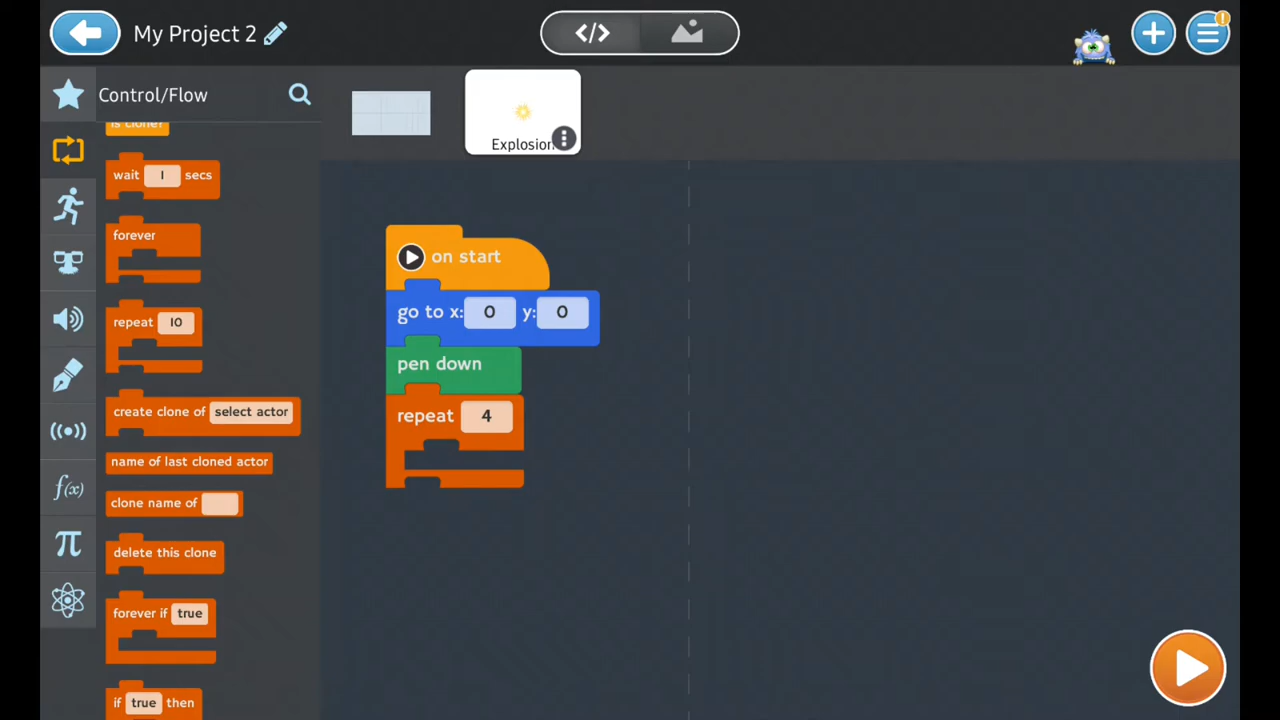 My Project 2
Control/Flow
Explosion
is clone?
wait 1 secs
forever
repeat 10
create clone of select actor
name of last cloned actor
clone name of
delete this clone
forever if true
if true then
f(x)
π
on start
go to x: 0 y: 0
pen down
repeat 4